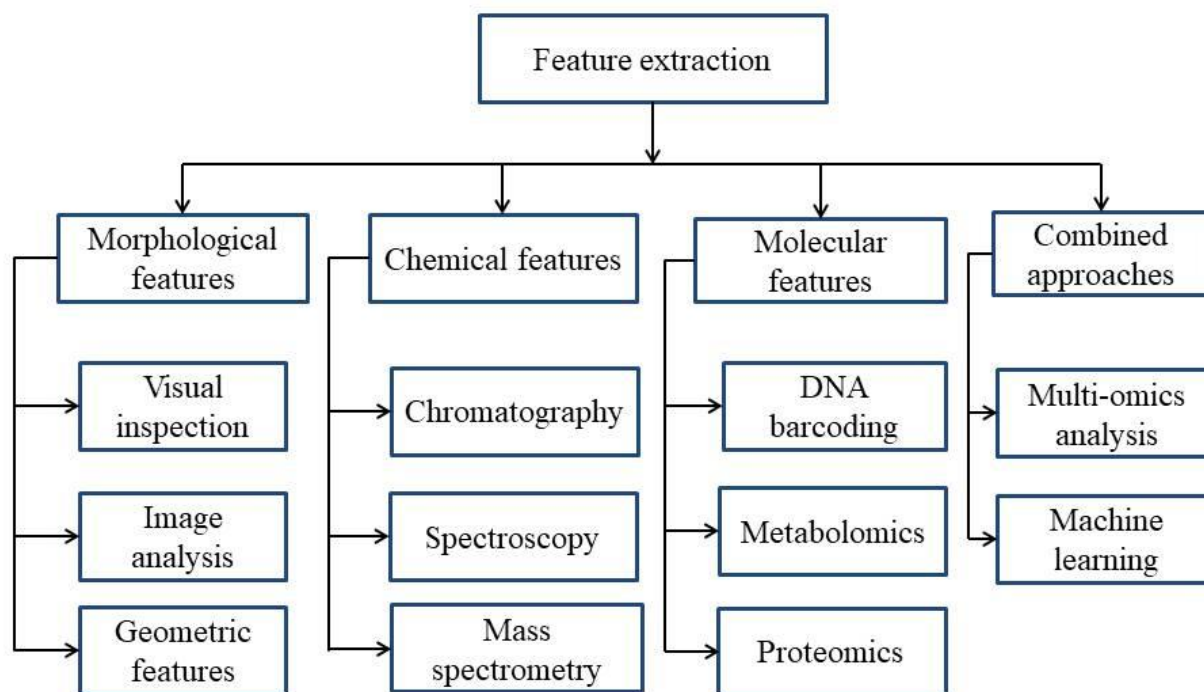 Feature extraction
Morphological
features
Chemical features
Molecular
features
Combined
approaches
Visual
inspection
Chromatography
DNA
barcoding
Multi-omics
analysis
Image
analysis
Spectroscopy
Metabolomics
Machine
learning
Geometric
features
Mass
spectrometry
Proteomics